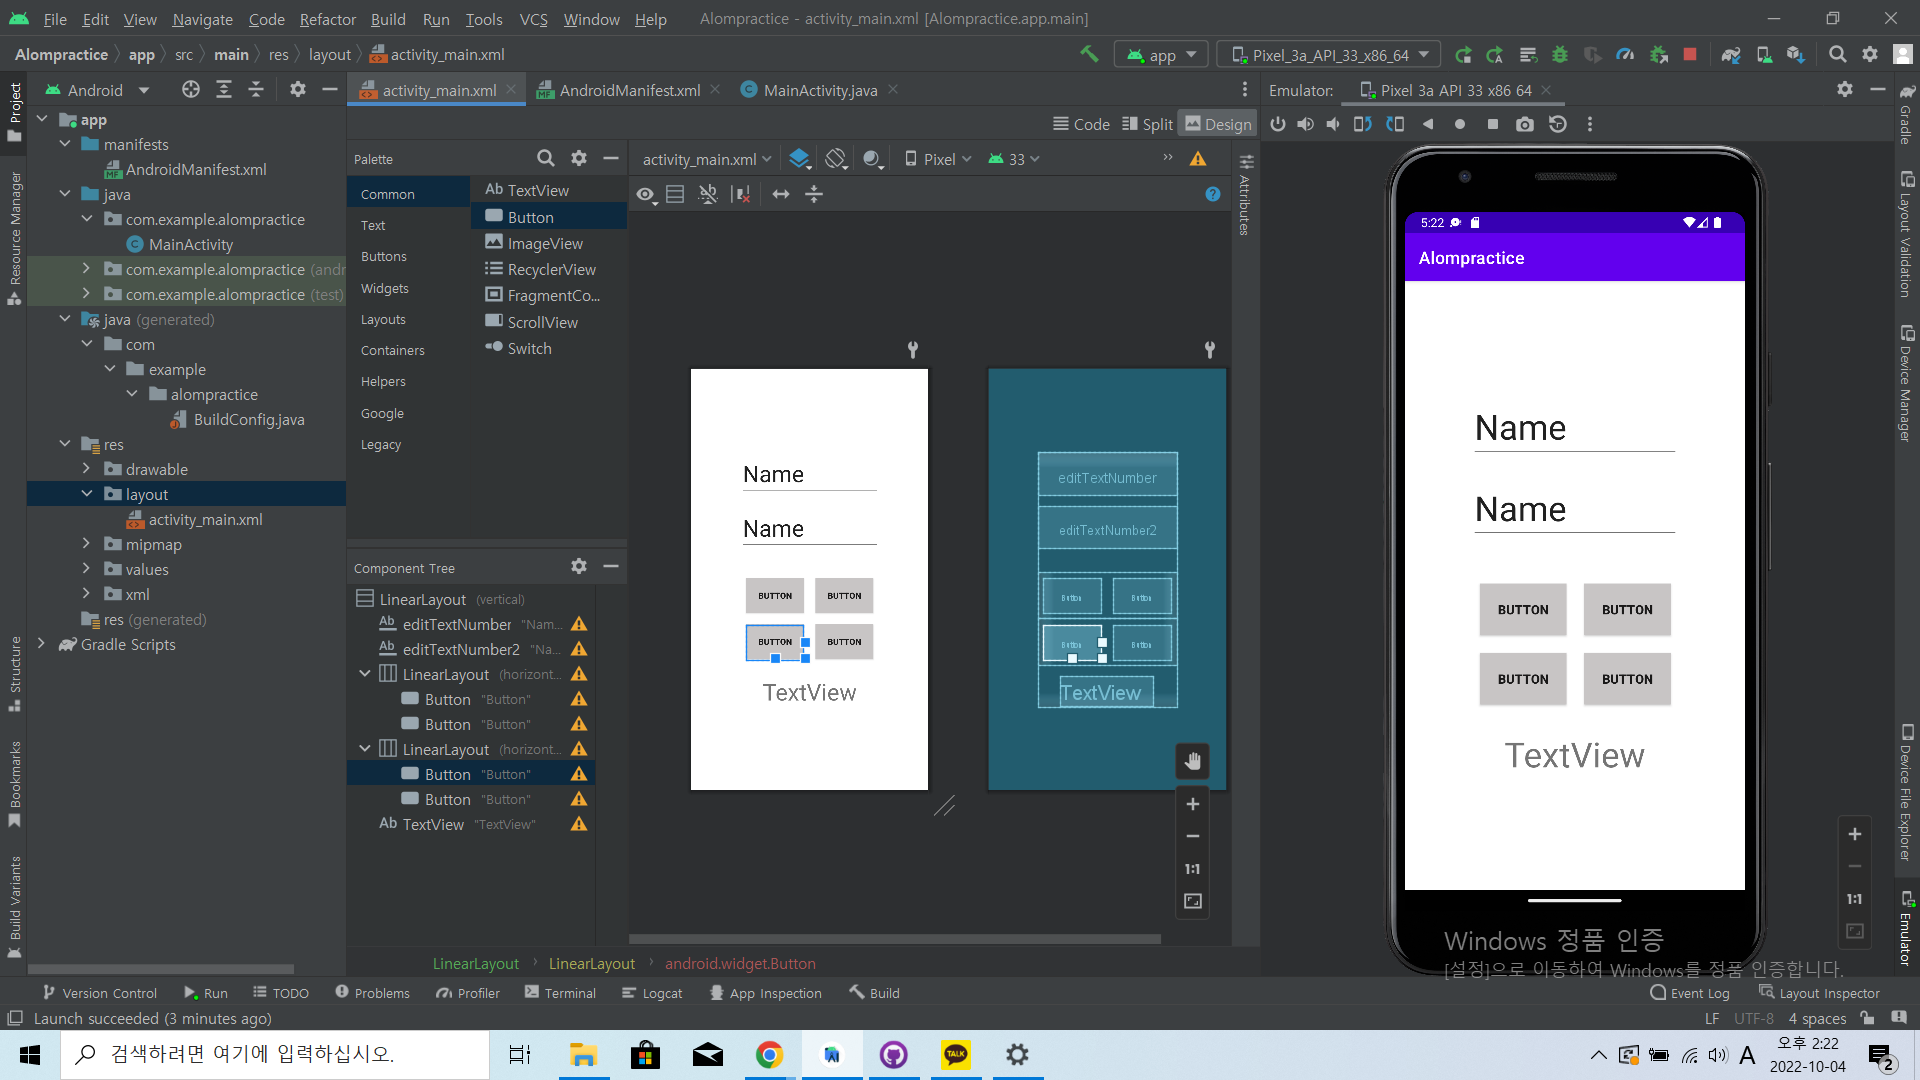 File Edit View Navigate Code Refactor Build Run Tools VCS Window Help Alompractice - activity_main.xml [Alompractice.app.main]
Alompractice app src main res layout activity_main.xml app Pixel_3a_API_33_x86_64
Project
Resource Manager
Structure
Bookmarks
Build Variants
Android
app
manifests
AndroidManifest.xml
java
com.example.alompractice
MainActivity
com.example.alompractice (andr
com.example.alompractice (test)
java (generated)
com
example
alompractice
BuildConfig.java
res
drawable
layout
activity_main.xml
mipmap
values
xml
res (generated)
Gradle Scripts
activity_main.xml AndroidManifest.xml MainActivity.java
Code Split Design
Palette
Common
Text
Buttons
Widgets
Layouts
Containers
Helpers
Google
Legacy
Ab TextView
Button
ImageView
RecyclerView
FragmentCo...
ScrollView
Switch
Component Tree
LinearLayout (vertical)
Ab editTextNumber "Nam...
Ab editTextNumber2 "Na...
LinearLayout (horizont...
Button "Button"
Button "Button"
LinearLayout (horizont...
Button "Button"
Button "Button"
Ab TextView "TextView"
activity_main.xml Pixel 33
Name
Name
BUTTON BUTTON
BUTTON BUTTON
TextView
editTextNumber
editTextNumber2
Button Button
Button Button
TextView
1:1
Attributes
LinearLayout LinearLayout android.widget.Button
Emulator: Pixel 3a API 33 x86 64
5:22
Alompractice
Name
Name
BUTTON BUTTON
BUTTON BUTTON
TextView
1:1
Windows 정품 인증
[설정]으로 이동하여 Windows를 정품 인증합니다.
Gradle
Layout Validation
Device Manager
Device File Explorer
Emulator
Version Control Run TODO Problems Profiler Terminal Logcat App Inspection Build Event Log Layout Inspector
Launch succeeded (3 minutes ago) LF UTF-8 4 spaces
검색하려면 여기에 입력하십시오.
TALK
A
오후 2:22
2022-10-04
2